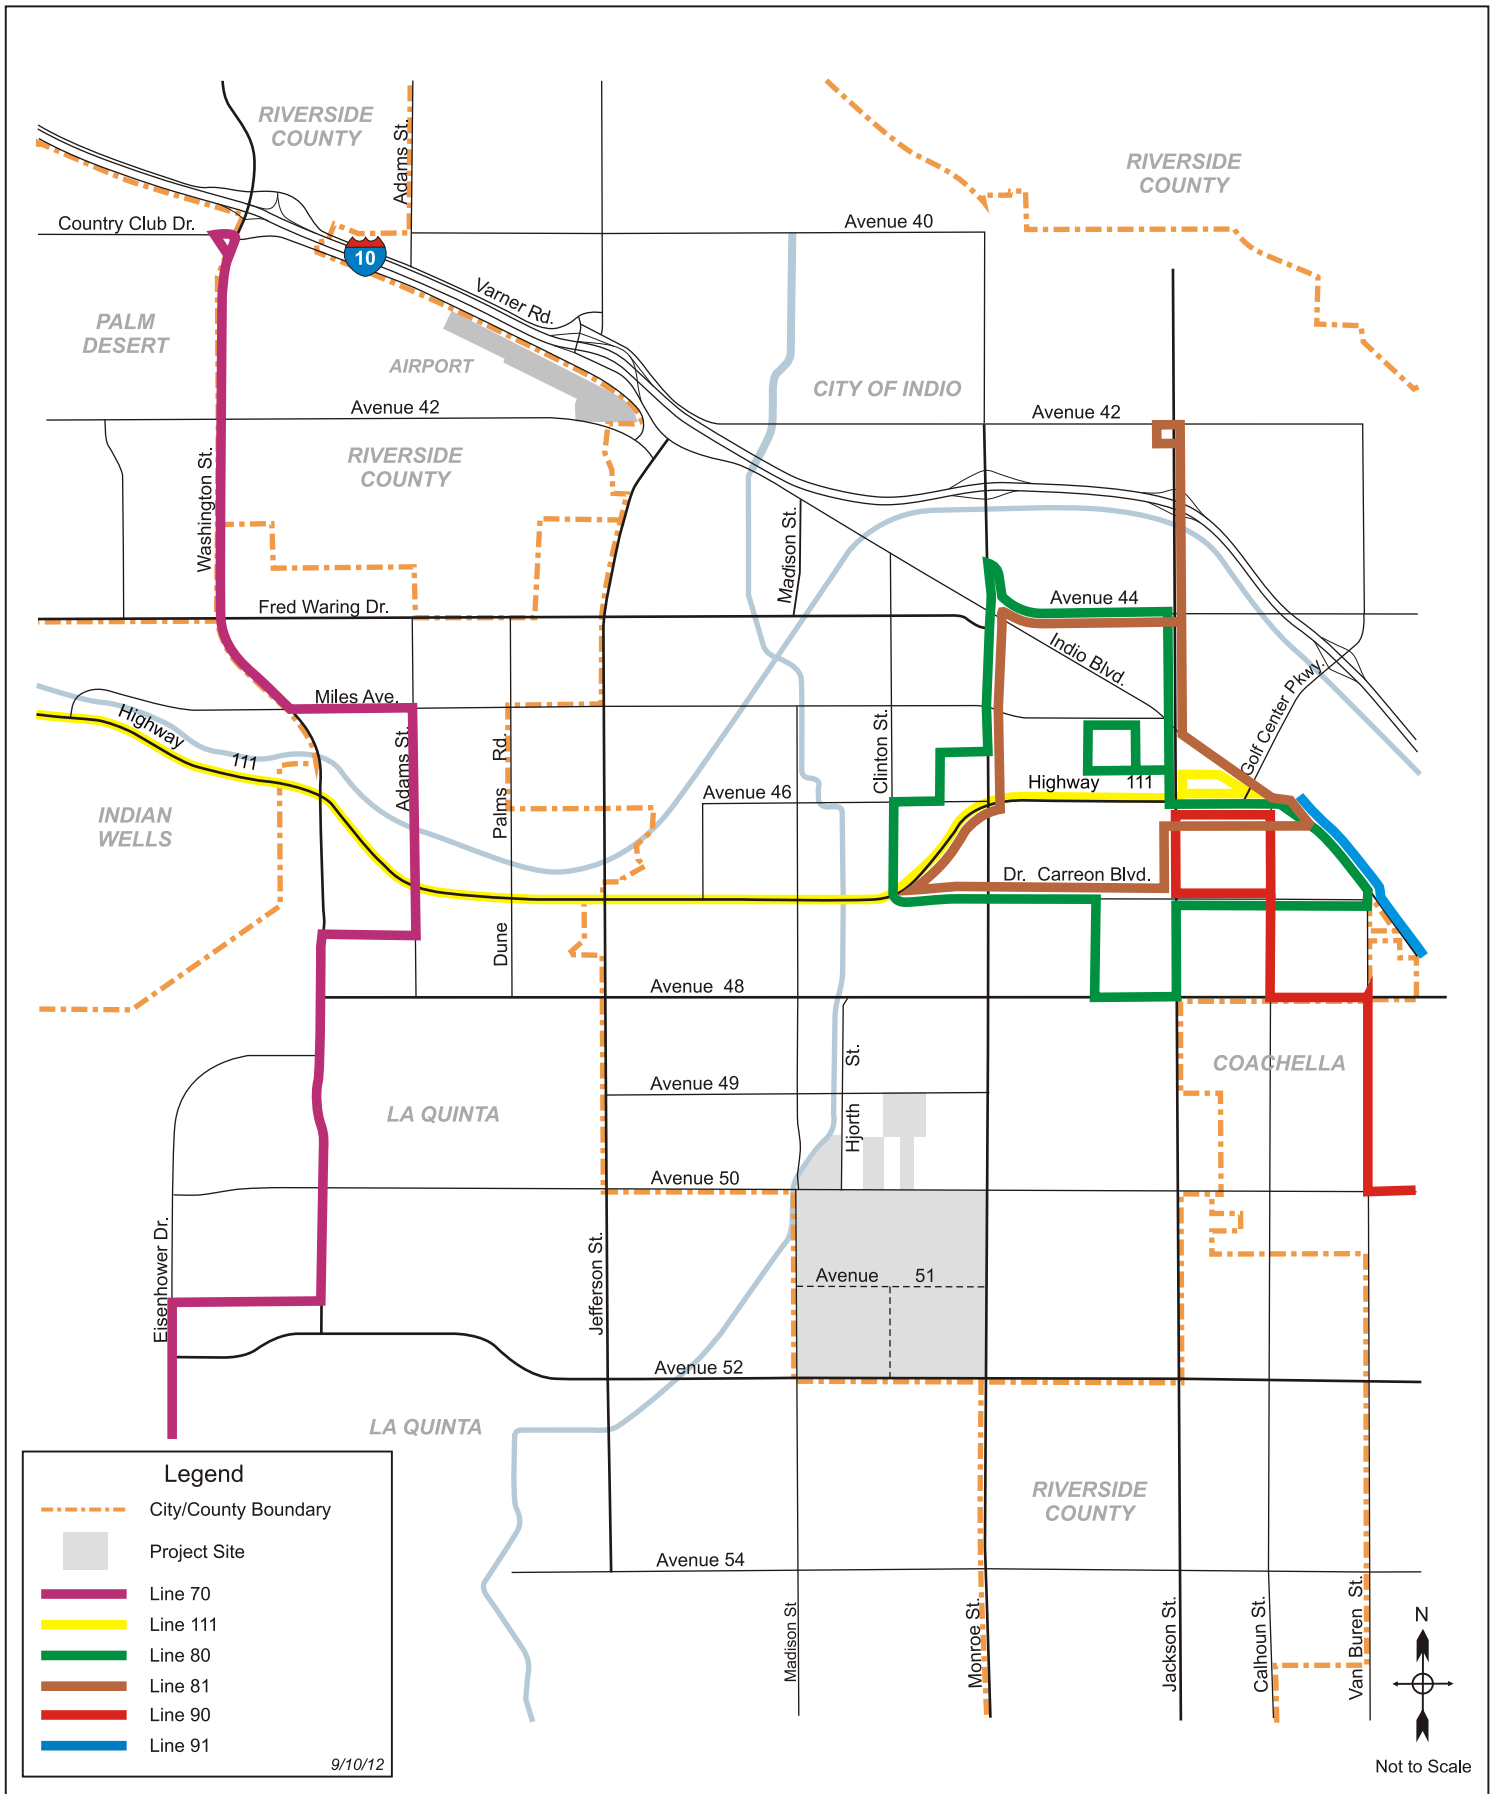 RIVERSIDE
COUNTY
Adams St.
RIVERSIDE
COUNTY
Country Club Dr.
Avenue 40
10
Varner Rd.
PALM
DESERT
AIRPORT
CITY OF INDIO
Avenue 42
Avenue 42
RIVERSIDE
COUNTY
Washington St.
Madison St.
Fred Waring Dr.
Avenue 44
Indio Blvd.
Golf Center Pkwy.
Miles Ave.
Highway 111
Adams St.
Palms Rd.
Dune
Clinton St.
Avenue 46
Highway 111
INDIAN
WELLS
Dr. Carreon Blvd.
Avenue 48
Hjorth St.
COACHELLA
Avenue 49
LA QUINTA
Avenue 50
Eisenhower Dr.
Jefferson St.
Avenue 51
Avenue 52
LA QUINTA
RIVERSIDE
COUNTY
Avenue 54
Madison St
Monroe St.
Jackson St.
Calhoun St.
Van Buren St.
Legend
City/County Boundary
Project Site
Line 70
Line 111
Line 80
Line 81
Line 90
Line 91
9/10/12
N
Not to Scale